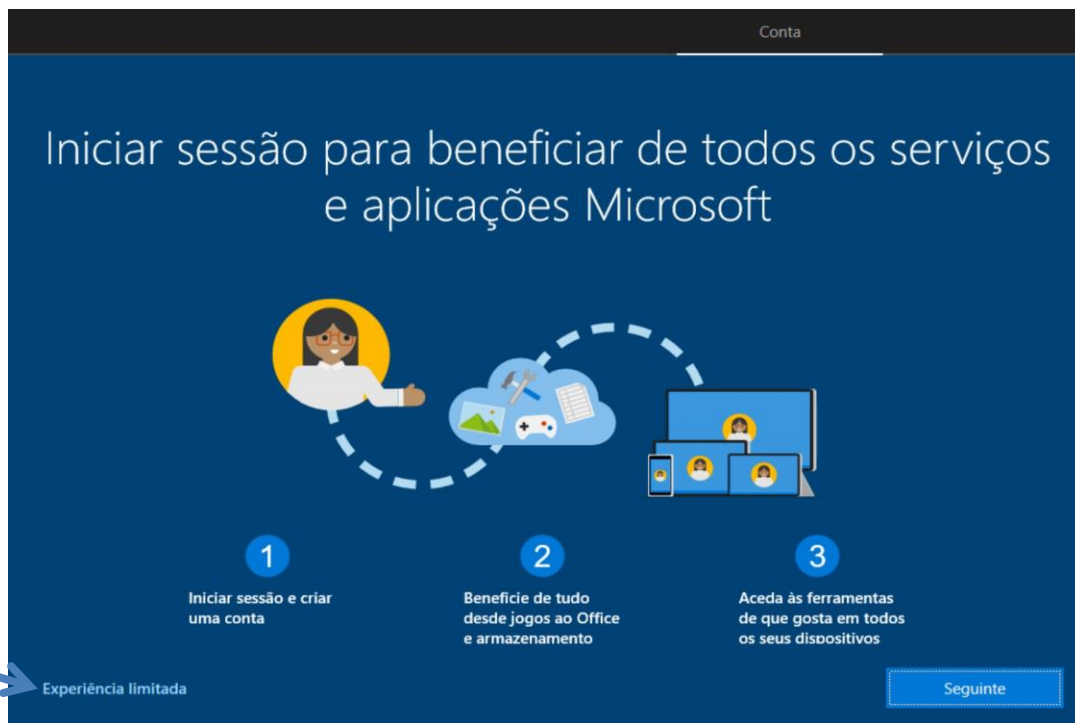 Conta
Iniciar sessão para beneficiar de todos os serviços
e aplicações Microsoft
1
Iniciar sessão e criar
uma conta
2
Beneficie de tudo
desde jogos ao Office
e armazenamento
3
Aceda às ferramentas
de que gosta em todos
os seus dispositivos
Experiência limitada
Seguinte